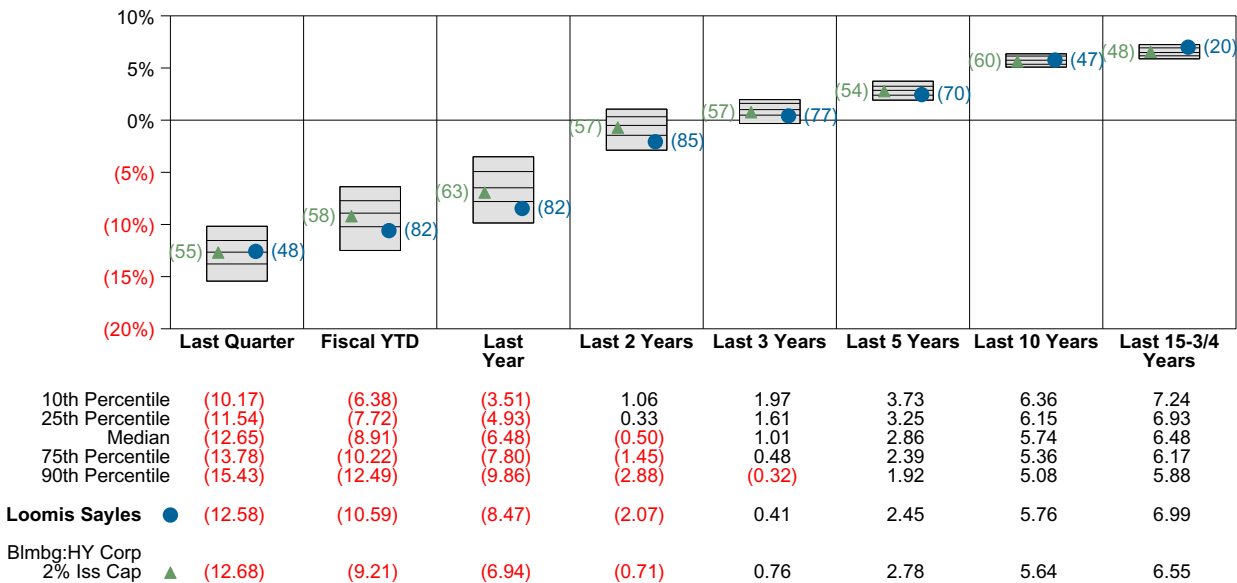 10%
5%
0%
(5%)
(10%)
(15%)
(20%)
(55) (48)
(58) (82)
(63) (82)
(57) (85)
(57) (77)
(54) (70)
(60) (47)
(48) (20)
Last Quarter Fiscal YTD Last Year Last 2 Years Last 3 Years Last 5 Years Last 10 Years Last 15-3/4 Years
10th Percentile (10.17) (6.38) (3.51) 1.06 1.97 3.73 6.36 7.24
25th Percentile (11.54) (7.72) (4.93) 0.33 1.61 3.25 6.15 6.93
Median (12.65) (8.91) (6.48) (0.50) 1.01 2.86 5.74 6.48
75th Percentile (13.78) (10.22) (7.80) (1.45) 0.48 2.39 5.36 6.17
90th Percentile (15.43) (12.49) (9.86) (2.88) (0.32) 1.92 5.08 5.88
Loomis Sayles (12.58) (10.59) (8.47) (2.07) 0.41 2.45 5.76 6.99
Blmbg:HY Corp
2% Iss Cap (12.68) (9.21) (6.94) (0.71) 0.76 2.78 5.64 6.55